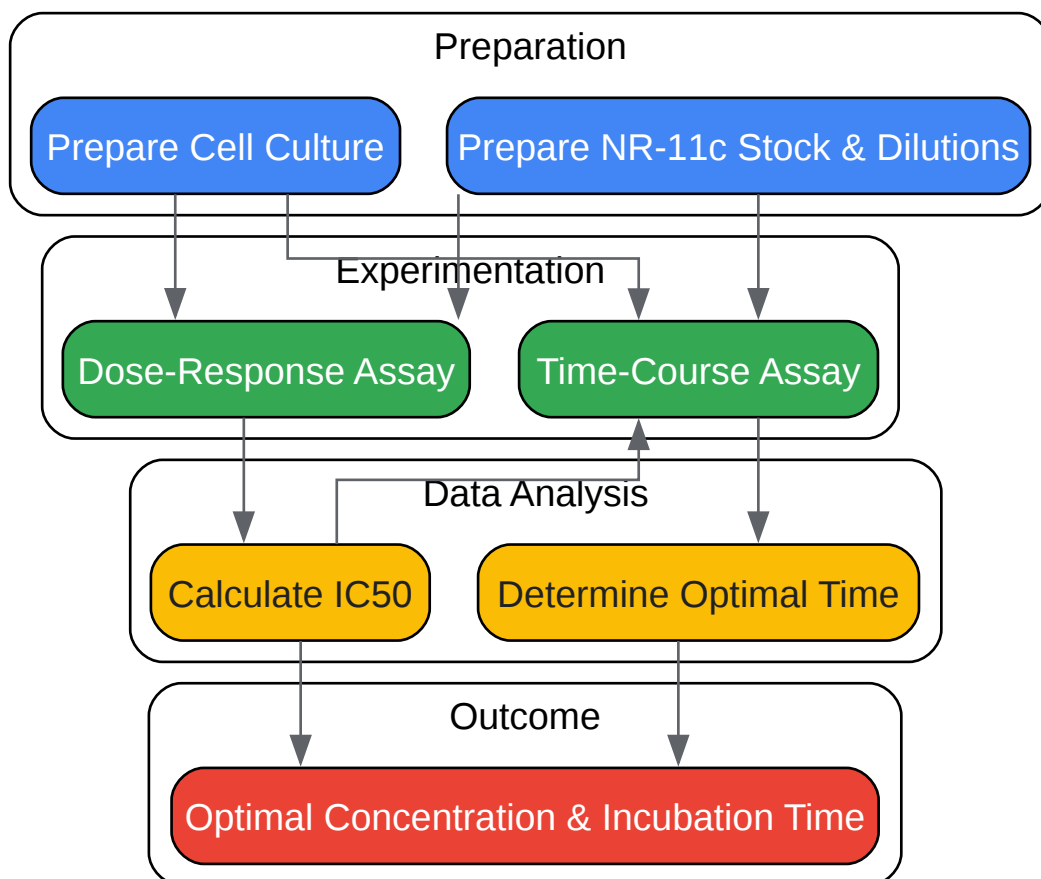 Preparation
Prepare Cell Culture
Prepare NR-11c Stock & Dilutions
Experimentation
Dose-Response Assay
Time-Course Assay
Data Analysis
Calculate IC50
Determine Optimal Time
Outcome
Optimal Concentration & Incubation Time